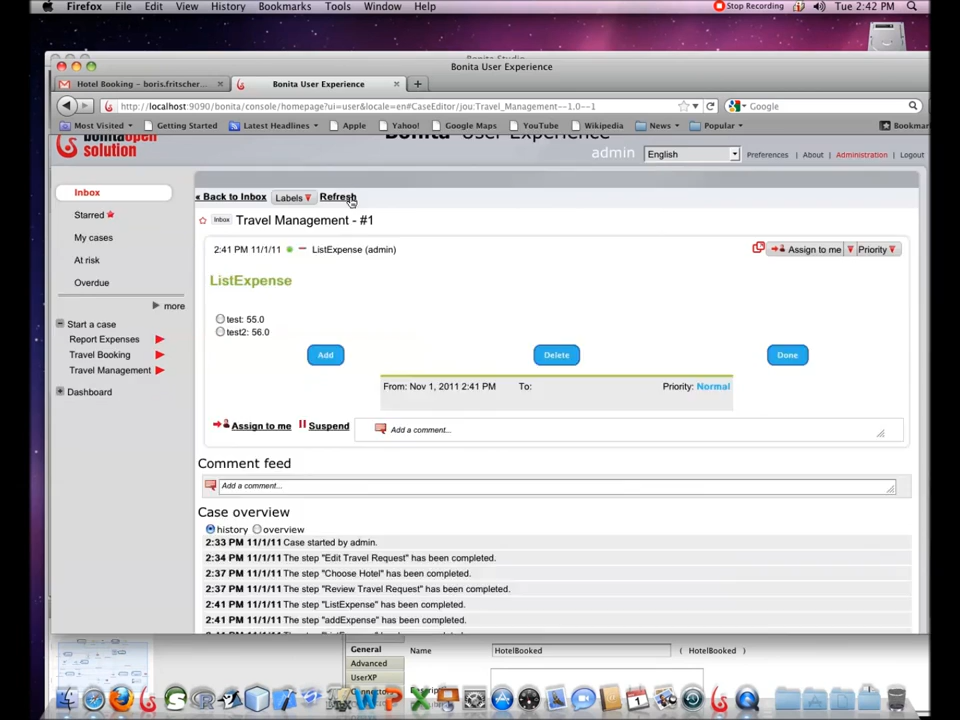 Firefox File Edit View History Bookmarks Tools Window Help Stop Recording Tue 2:42 PM
Bonita User Experience
Hotel Booking – boris.fritscher... Bonita User Experience
http://localhost:9090/bonita/console/homepage?ui=user&locale=en#CaseEditor/jou:Travel_Management--1.0--1 Google
Most Visited Getting Started Latest Headlines Apple Yahoo! Google Maps YouTube Wikipedia News Popular Bookmar
solution
admin English Preferences About Administration Logout
Inbox
Starred
My cases
At risk
Overdue
more
Start a case
Report Expenses
Travel Booking
Travel Management
Dashboard
« Back to Inbox Labels Refresh
Inbox Travel Management - #1
2:41 PM 11/1/11 ListExpense (admin) Assign to me Priority
ListExpense
test: 55.0
test2: 56.0
Add Delete Done
From: Nov 1, 2011 2:41 PM To: Priority: Normal
Assign to me Suspend Add a comment...
Comment feed
Add a comment...
Case overview
history overview
2:33 PM 11/1/11 Case started by admin.
2:34 PM 11/1/11 The step "Edit Travel Request" has been completed.
2:37 PM 11/1/11 The step "Choose Hotel" has been completed.
2:37 PM 11/1/11 The step "Review Travel Request" has been completed.
2:41 PM 11/1/11 The step "ListExpense" has been completed.
2:41 PM 11/1/11 The step "addExpense" has been completed.
General Name HotelBooked ( HotelBooked )
Advanced
UserXP